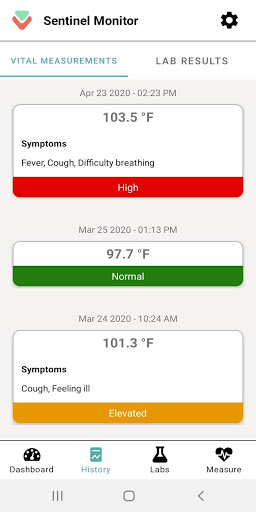 Sentinel Monitor
VITAL MEASUREMENTS LAB RESULTS
Apr 23 2020 - 02:23 PM
103.5 °F
Symptoms
Fever, Cough, Difficulty breathing
High
Mar 25 2020 - 01:13 PM
97.7 °F
Normal
Mar 24 2020 - 10:24 AM
101.3 °F
Symptoms
Cough, Feeling ill
Elevated
Dashboard History Labs Measure